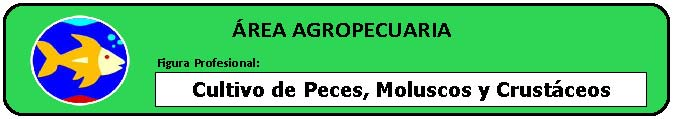 ÁREA AGROPECUARIA
Figura Profesional:
Cultivo de Peces, Moluscos y Crustáceos